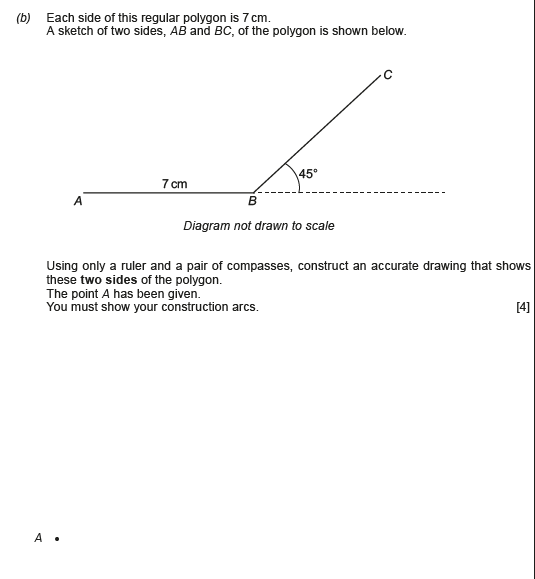 (b) Each side of this regular polygon is 7 cm.
A sketch of two sides, AB and BC, of the polygon is shown below.
C
45°
7 cm
A
B
Diagram not drawn to scale
Using only a ruler and a pair of compasses, construct an accurate drawing that shows
these two sides of the polygon.
The point A has been given.
You must show your construction arcs. [4]
A